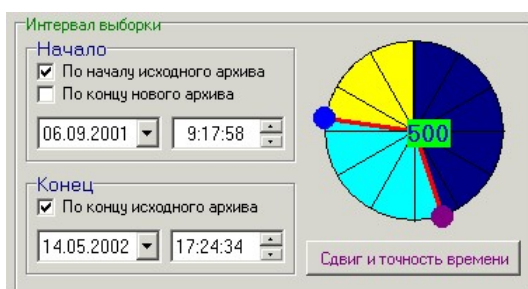 Интервал выборки
Начало
По началу исходного архива
По концу нового архива
06.09.2001 9:17:58
500
Конец
По концу исходного архива
14.05.2002 17:24:34
Сдвиг и точность времени